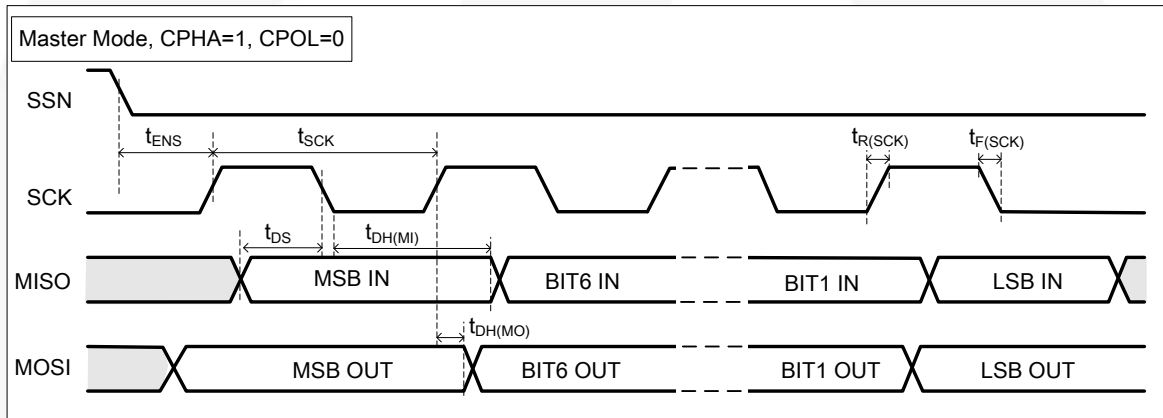 Master Mode, CPHA=1, CPOL=0
SSN
tENS
tSCK
tR(SCK)
tF(SCK)
SCK
tDS
tDH(MI)
MISO
MSB IN
BIT6 IN
BIT1 IN
LSB IN
tDH(MO)
MOSI
MSB OUT
BIT6 OUT
BIT1 OUT
LSB OUT